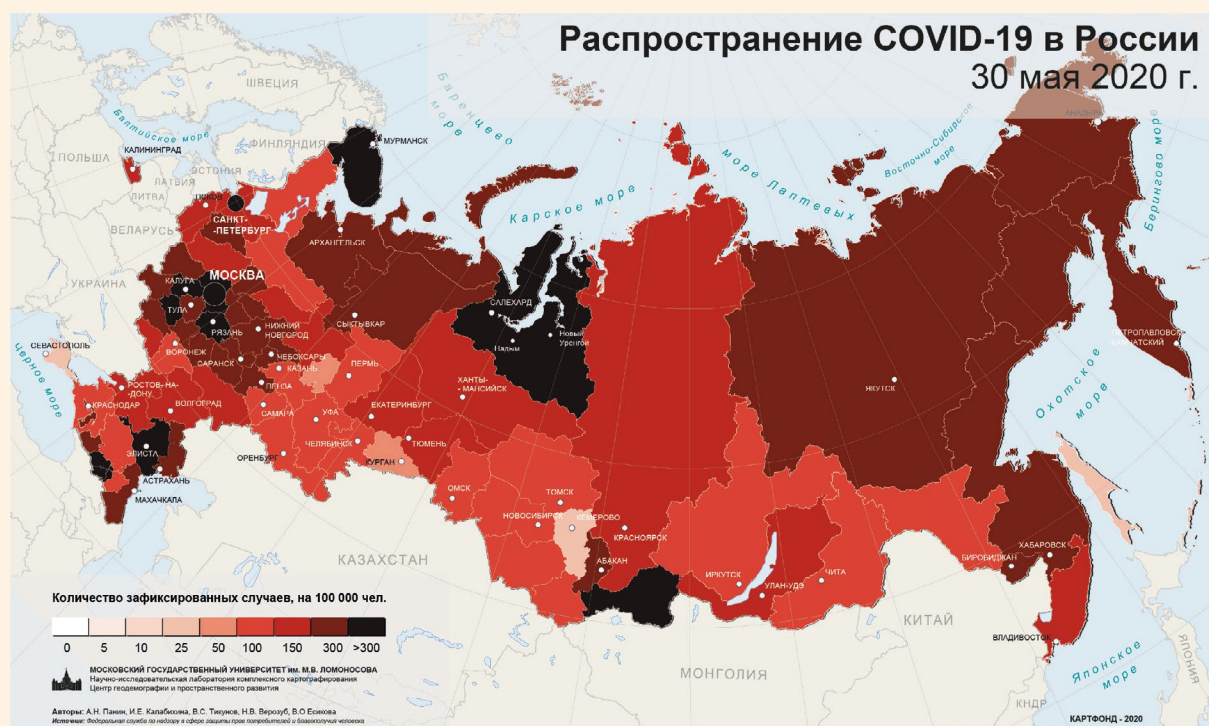 Распространение COVID-19 в России
30 мая 2020 г.
ШВЕЦИЯ
Баренцево
море
Балтийское море
ФИНЛЯНДИЯ
МУРМАНСК
АНАДЫРЬ
Восточно-Сибирское
море
Берингово море
ПОЛЬША
КАЛИНИНГРАД
ЭСТОНИЯ
ЛАТВИЯ
ЛИТВА
море Лаптевых
Карское море
ПСКОВ
САНКТ-
-ПЕТЕРБУРГ
БЕЛАРУСЬ
АРХАНГЕЛЬСК
УКРАИНА
МОСКВА
КАЛУГА
ТУЛА
РЯЗАНЬ
САЛЕХАРД
Новый
Уренгой
Надым
СЫКТЫВКАР
НИЖНИЙ
НОВГОРОД
ПЕТРОПАВЛОВСК-
КАМЧАТСКИЙ
СЕВАСТОПОЛЬ
Черное море
ВОРОНЕЖ
САРАНСК
ЧЕБОКСАРЫ
КАЗАНЬ
ПЕРМЬ
ПЕНЗА
ХАНТЫ-
- МАНСИЙСК
ЯКУТСК
Охотское
море
РОСТОВ- НА-
ДОНУ
КРАСНОДАР
ВОЛГОГРАД
САМАРА
УФА
ЕКАТЕРИНБУРГ
ЧЕЛЯБИНСК
ТЮМЕНЬ
ЭЛИСТА
ОРЕНБУРГ
КУРГАН
АСТРАХАНЬ
МАХАЧКАЛА
ОМСК
ТОМСК
НОВОСИБИРСК
КЕМЕРОВО
КРАСНОЯРСК
КАЗАХСТАН
АБАКАН
ИРКУТСК
УЛАН-УДЭ
ЧИТА
БИРОБИДЖАН
ХАБАРОВСК
КИТАЙ
ВЛАДИВОСТОК
МОНГОЛИЯ
Японское
море
ЯПОНИЯ
КНДР
Количество зафиксированных случаев, на 100 000 чел.
0 5 10 25 50 100 150 300 >300
МОСКОВСКИЙ ГОСУДАРСТВЕННЫЙ УНИВЕРСИТЕТ им. М.В. ЛОМОНОСОВА
Научно-исследовательская лаборатория комплексного картографирования
Центр геодемографии и пространственного развития
Авторы: А.Н. Панин, И.Е. Калабихина, В.С. Тикунов, Н.В. Верозуб, В.О Есикова
Источник: Федеральная служба по надзору в сфере защиты прав потребителей и благополучия человека
КАРТФОНД - 2020